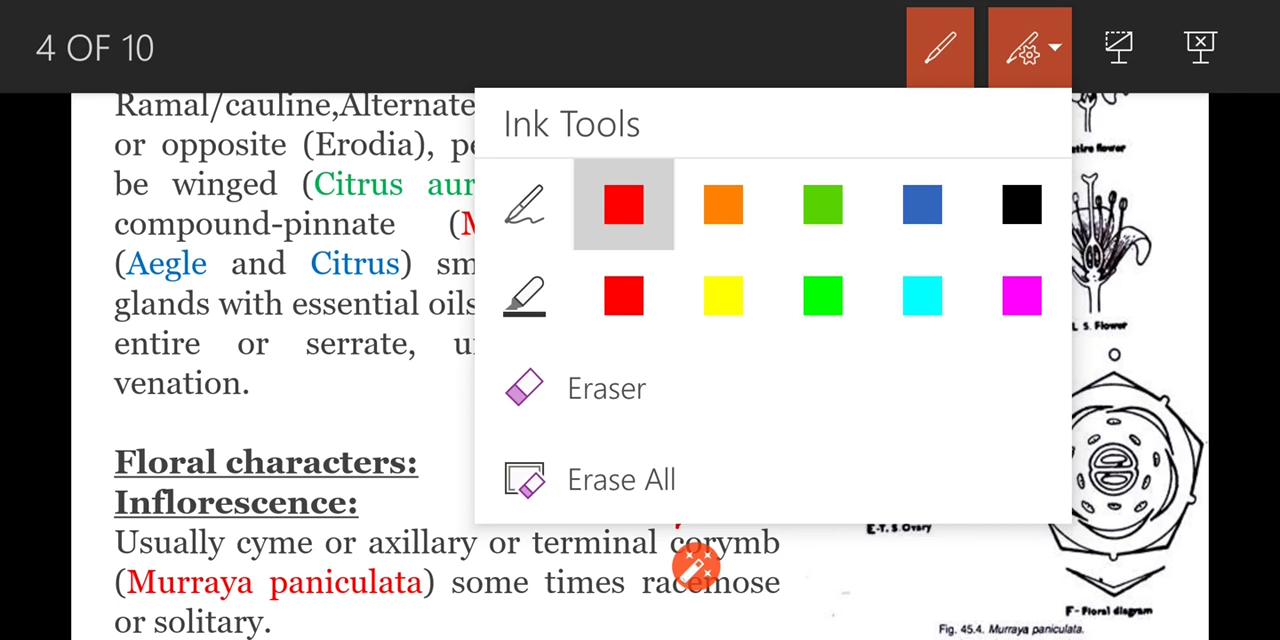 4 OF 10
Ramal/cauline,Alternate
or opposite (Erodia), pe
be winged (Citrus aur
compound-pinnate (M
(Aegle and Citrus) sm
glands with essential oils
entire or serrate, u
venation.
Floral characters:
Inflorescence:
Usually cyme or axillary or terminal corymb
(Murraya paniculata) some times racemose
or solitary.
Ink Tools
Eraser
Erase All
ntire flower
L. S. Flower
E-T. S. Ovary
F-Floral diagram
Fig. 45.4. Murraya paniculata.